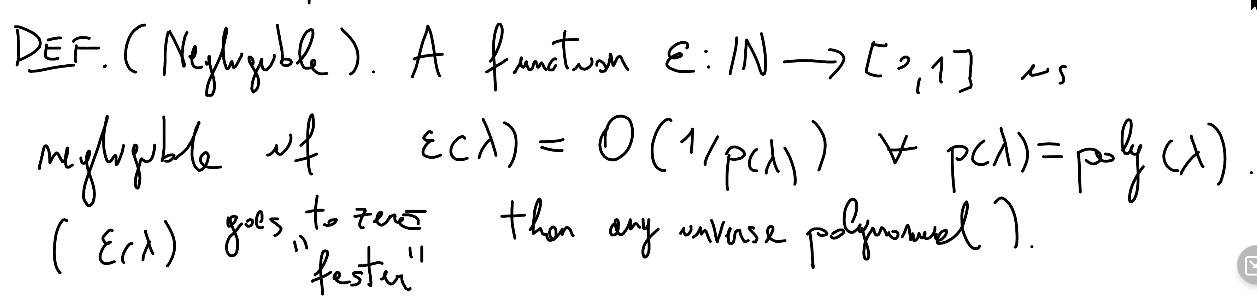 DEF. (Negligible). A function ε: ℕ → [0,1] is
negligible if ε(λ) = O(1/p(λ)) ∀ p(λ)=poly(λ).
(ε(λ) goes to zero "faster" than any inverse polynomial).